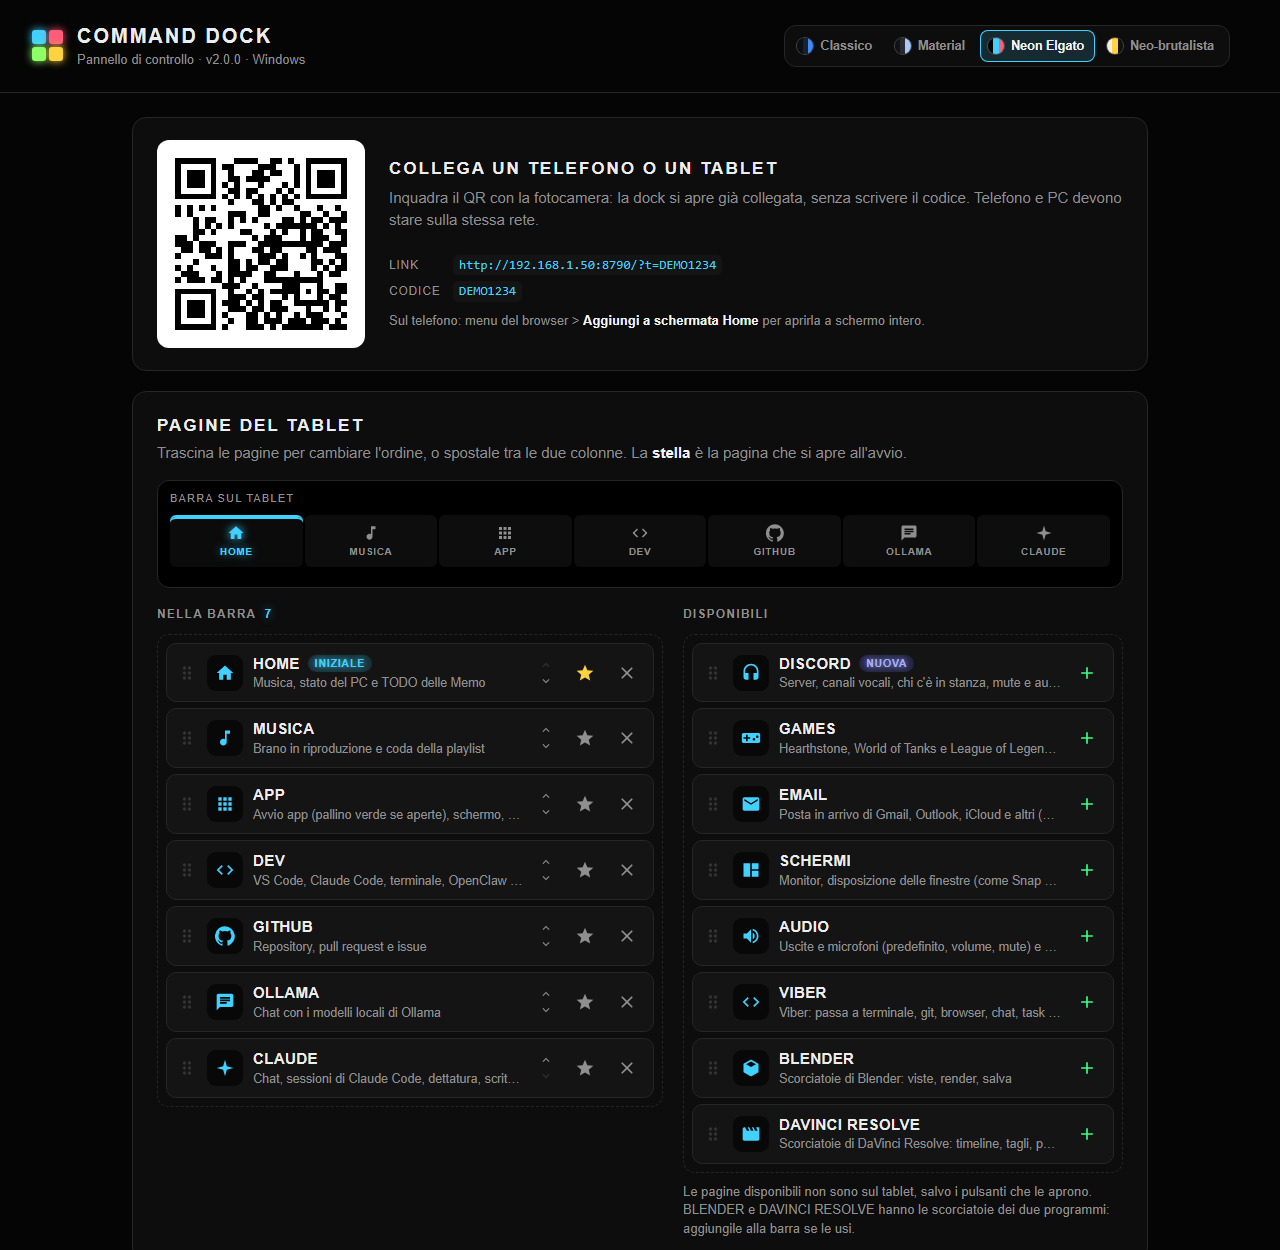 COMMAND DOCK
Pannello di controllo · v2.0.0 · Windows
Classico
Material
Neon Elgato
Neo-brutalista
COLLEGA UN TELEFONO O UN TABLET
Inquadra il QR con la fotocamera: la dock si apre già collegata, senza scrivere il codice. Telefono e PC devono
stare sulla stessa rete.
LINK http://192.168.1.50:8790/?t=DEMO1234
CODICE DEMO1234
Sul telefono: menu del browser > Aggiungi a schermata Home per aprirla a schermo intero.
PAGINE DEL TABLET
Trascina le pagine per cambiare l'ordine, o spostale tra le due colonne. La stella è la pagina che si apre all'avvio.
BARRA SUL TABLET
HOME
MUSICA
APP
DEV
GITHUB
OLLAMA
CLAUDE
NELLA BARRA 7
HOME INIZIALE
Musica, stato del PC e TODO delle Memo
MUSICA
Brano in riproduzione e coda della playlist
APP
Avvio app (pallino verde se aperte), schermo, ...
DEV
VS Code, Claude Code, terminale, OpenClaw ...
GITHUB
Repository, pull request e issue
OLLAMA
Chat con i modelli locali di Ollama
CLAUDE
Chat, sessioni di Claude Code, dettatura, scrit...
DISPONIBILI
DISCORD NUOVA
Server, canali vocali, chi c'è in stanza, mute e au...
GAMES
Hearthstone, World of Tanks e League of Legen...
EMAIL
Posta in arrivo di Gmail, Outlook, iCloud e altri (...
SCHERMI
Monitor, disposizione delle finestre (come Snap ...
AUDIO
Uscite e microfoni (predefinito, volume, mute) e ...
VIBER
Viber: passa a terminale, git, browser, chat, task ...
BLENDER
Scorciatoie di Blender: viste, render, salva
DAVINCI RESOLVE
Scorciatoie di DaVinci Resolve: timeline, tagli, p...
Le pagine disponibili non sono sul tablet, salvo i pulsanti che le aprono.
BLENDER e DAVINCI RESOLVE hanno le scorciatoie dei due programmi:
aggiungile alla barra se le usi.